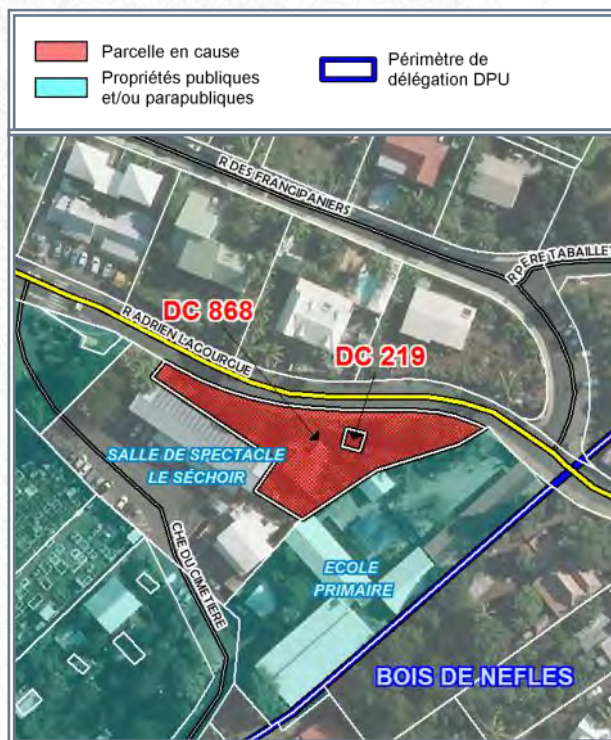 Parcelle en cause
Propriétés publiques
et/ou parapubliques
Périmètre de
délégation DPU
R DES FRANGIPANIERS
R PERE TABAILLET
R ADRIEN LAGOURGUE
DC 868
DC 219
SALLE DE SPECTACLE
LE SÉCHOIR
CHE DU CIMETIERE
ECOLE
PRIMAIRE
BOIS DE NEFLES